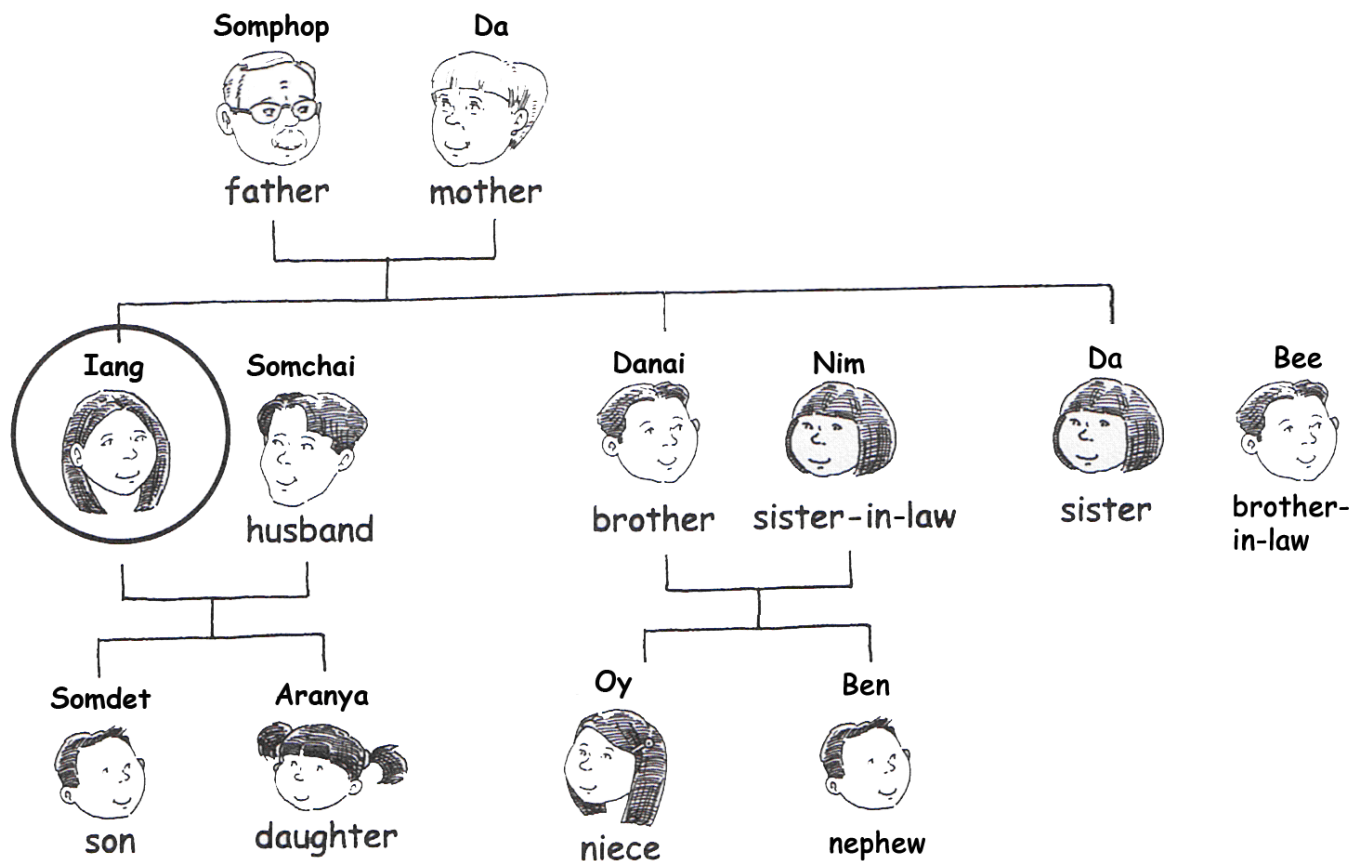 Somphop Da
father mother
Iang Somchai Danai Nim Da Bee
husband brother sister-in-law sister brother-
in-law
Somdet Aranya Oy Ben
son daughter niece nephew